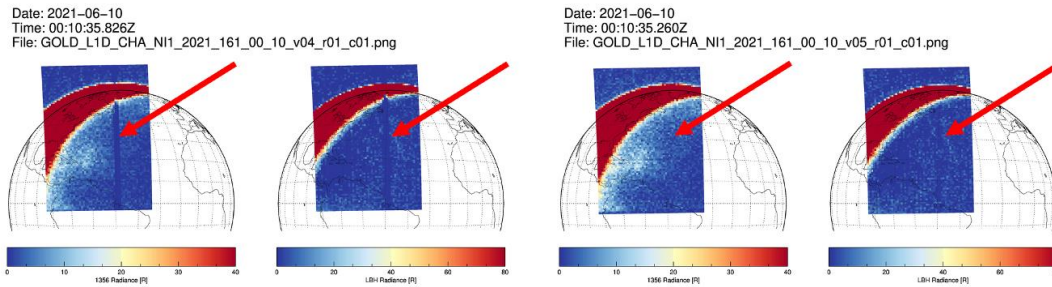 Date: 2021-06-10
Time: 00:10:35.826Z
File: GOLD_L1D_CHA_NI1_2021_161_00_10_v04_r01_c01.png
0 10 20 30 40
1356 Radiance [R]
0 20 40 60 80
LBH Radiance [R]
Date: 2021-06-10
Time: 00:10:35.260Z
File: GOLD_L1D_CHA_NI1_2021_161_00_10_v05_r01_c01.png
0 10 20 30 40
1356 Radiance [R]
0 20 40 60
LBH Radiance [R]